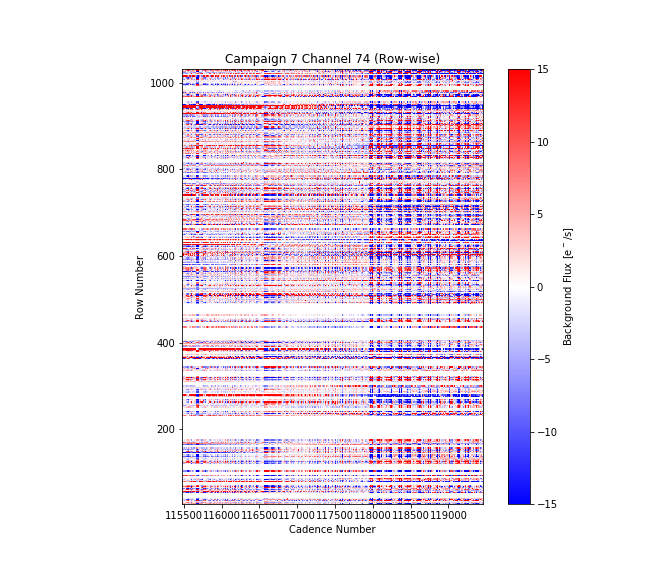 Campaign 7 Channel 74 (Row-wise)
1000
800
600
400
200
Row Number
115500 116000 116500 117000 117500 118000 118500 119000
Cadence Number
15
10
5
0
−5
−10
−15
Background Flux [e⁻/s]